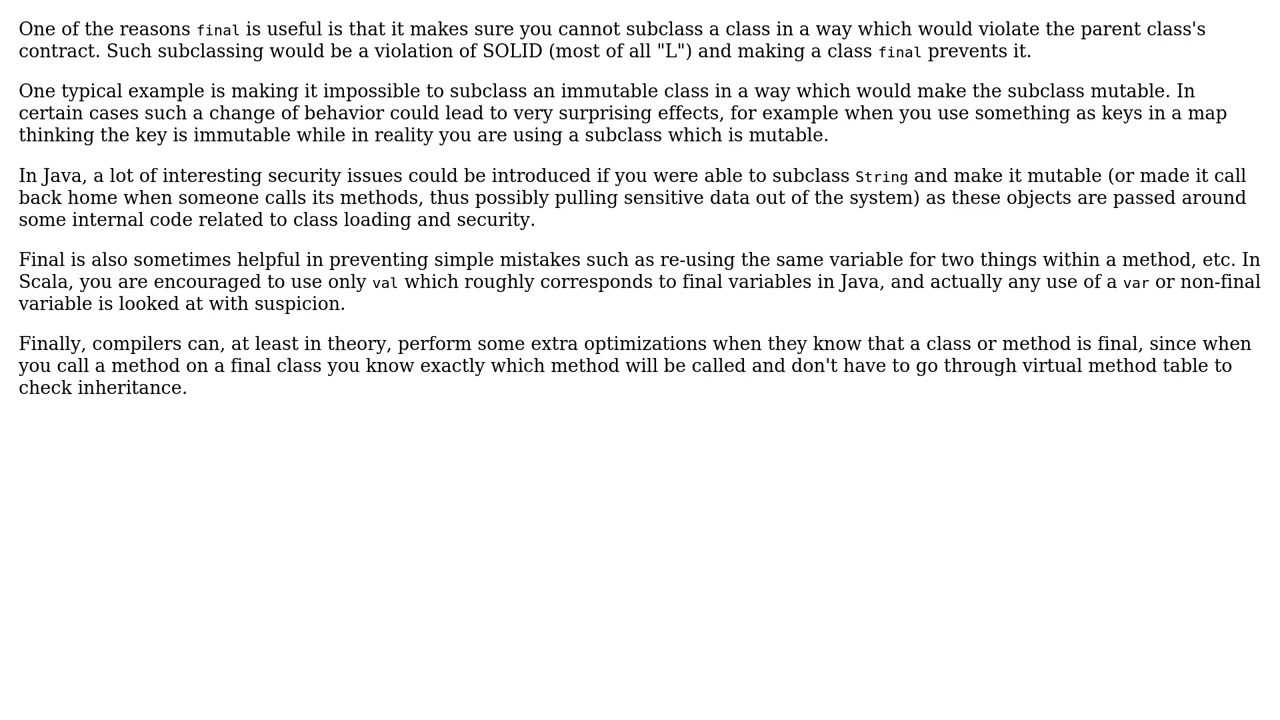 One of the reasons final is useful is that it makes sure you cannot subclass a class in a way which would violate the parent class's
contract. Such subclassing would be a violation of SOLID (most of all "L") and making a class final prevents it.
One typical example is making it impossible to subclass an immutable class in a way which would make the subclass mutable. In
certain cases such a change of behavior could lead to very surprising effects, for example when you use something as keys in a map
thinking the key is immutable while in reality you are using a subclass which is mutable.
In Java, a lot of interesting security issues could be introduced if you were able to subclass String and make it mutable (or made it call
back home when someone calls its methods, thus possibly pulling sensitive data out of the system) as these objects are passed around
some internal code related to class loading and security.
Final is also sometimes helpful in preventing simple mistakes such as re-using the same variable for two things within a method, etc. In
Scala, you are encouraged to use only val which roughly corresponds to final variables in Java, and actually any use of a var or non-final
variable is looked at with suspicion.
Finally, compilers can, at least in theory, perform some extra optimizations when they know that a class or method is final, since when
you call a method on a final class you know exactly which method will be called and don't have to go through virtual method table to
check inheritance.